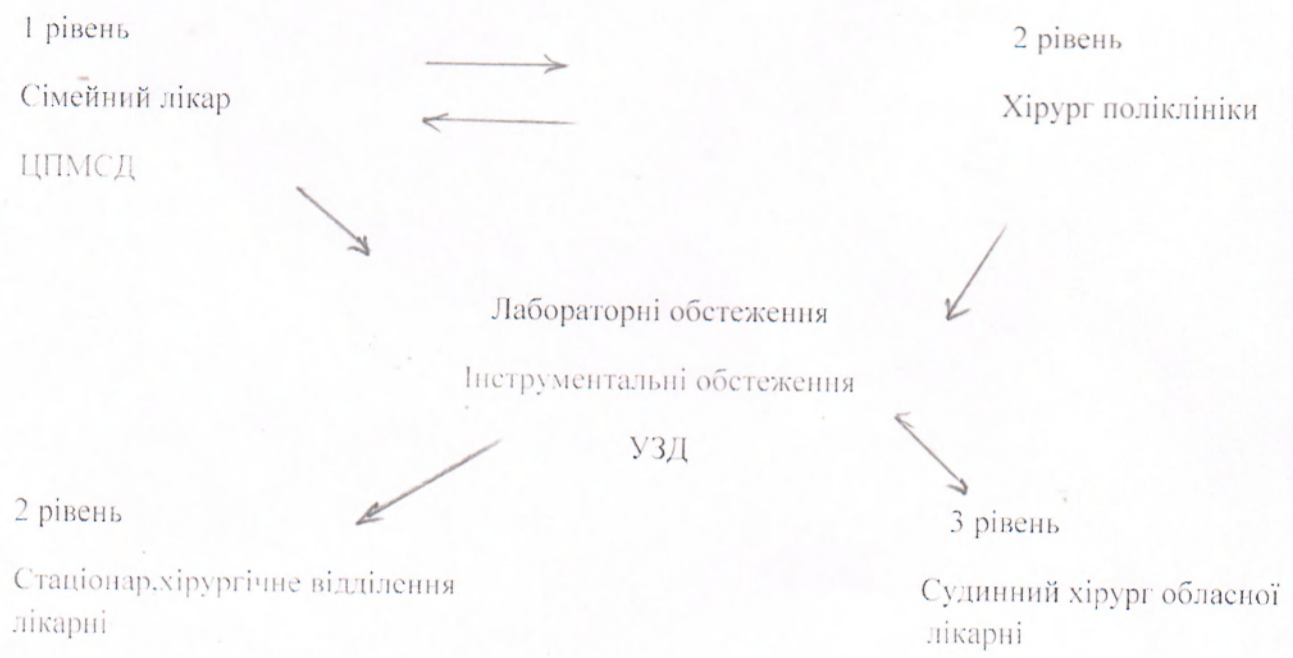 1 рівень
Сімейний лікар
ЦПМСД
2 рівень
Хірург поліклініки
Лабораторні обстеження
Інструментальні обстеження
УЗД
2 рівень
Стаціонар,хірургічне відділення
лікарні
3 рівень
Судинний хірург обласної
лікарні